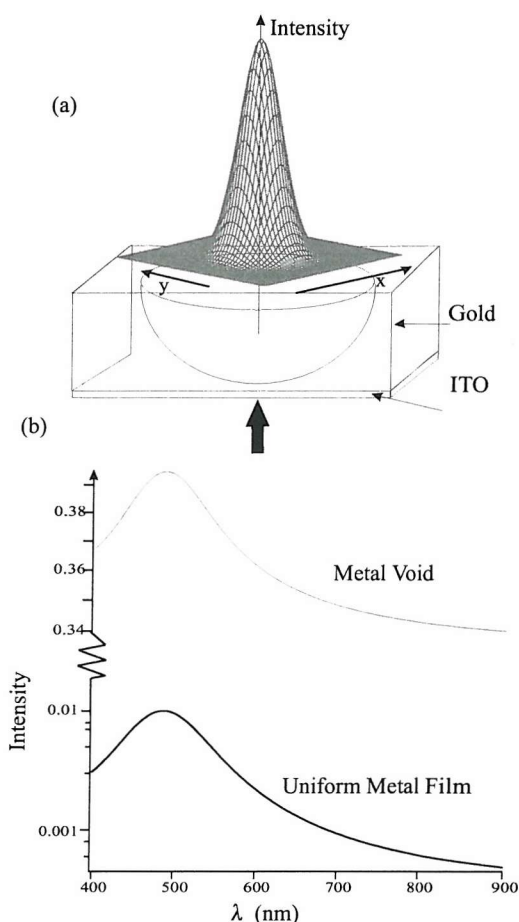 Intensity
(a)
y
x
Gold
ITO
(b)
0.38
0.36
Metal Void
0.34
Intensity
0.01
Uniform Metal Film
0.001
400 500 600 700 800 900
λ (nm)